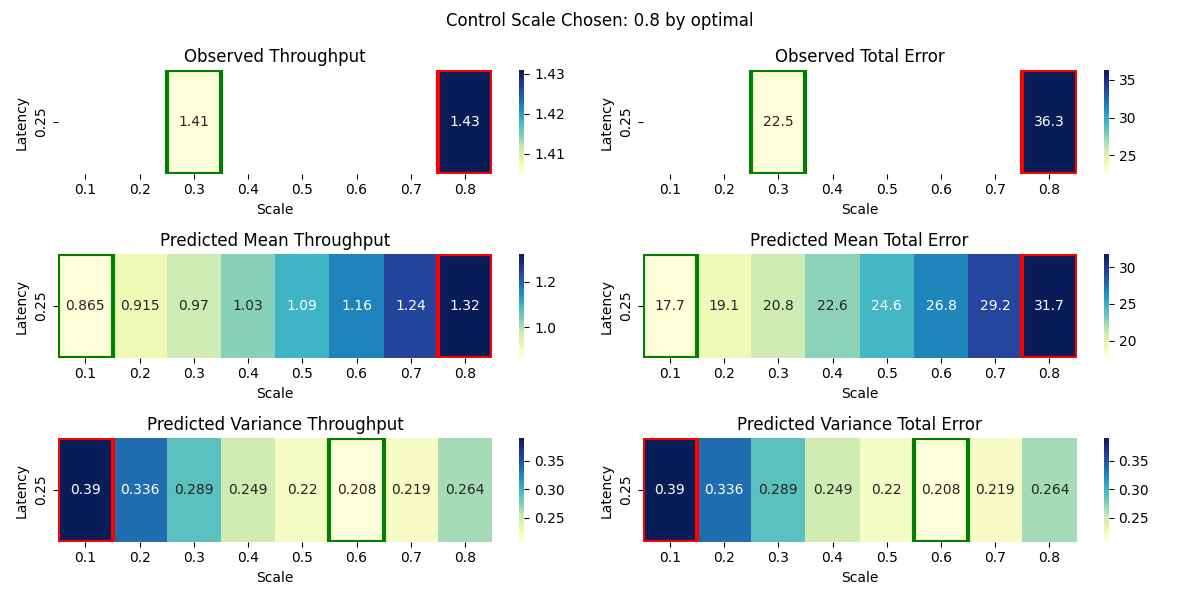 Control Scale Chosen: 0.8 by optimal
Observed Throughput
Observed Total Error
Latency
0.25
1.41
1.43
0.1 0.2 0.3 0.4 0.5 0.6 0.7 0.8
Scale
1.43
1.42
1.41
Latency
0.25
22.5
36.3
0.1 0.2 0.3 0.4 0.5 0.6 0.7 0.8
Scale
35
30
25
Predicted Mean Throughput
Predicted Mean Total Error
Latency
0.25
0.865 0.915 0.97 1.03 1.09 1.16 1.24 1.32
0.1 0.2 0.3 0.4 0.5 0.6 0.7 0.8
Scale
1.2
1.0
Latency
0.25
17.7 19.1 20.8 22.6 24.6 26.8 29.2 31.7
0.1 0.2 0.3 0.4 0.5 0.6 0.7 0.8
Scale
30
25
20
Predicted Variance Throughput
Predicted Variance Total Error
Latency
0.25
0.39 0.336 0.289 0.249 0.22 0.208 0.219 0.264
0.1 0.2 0.3 0.4 0.5 0.6 0.7 0.8
Scale
0.35
0.30
0.25
Latency
0.25
0.39 0.336 0.289 0.249 0.22 0.208 0.219 0.264
0.1 0.2 0.3 0.4 0.5 0.6 0.7 0.8
Scale
0.35
0.30
0.25